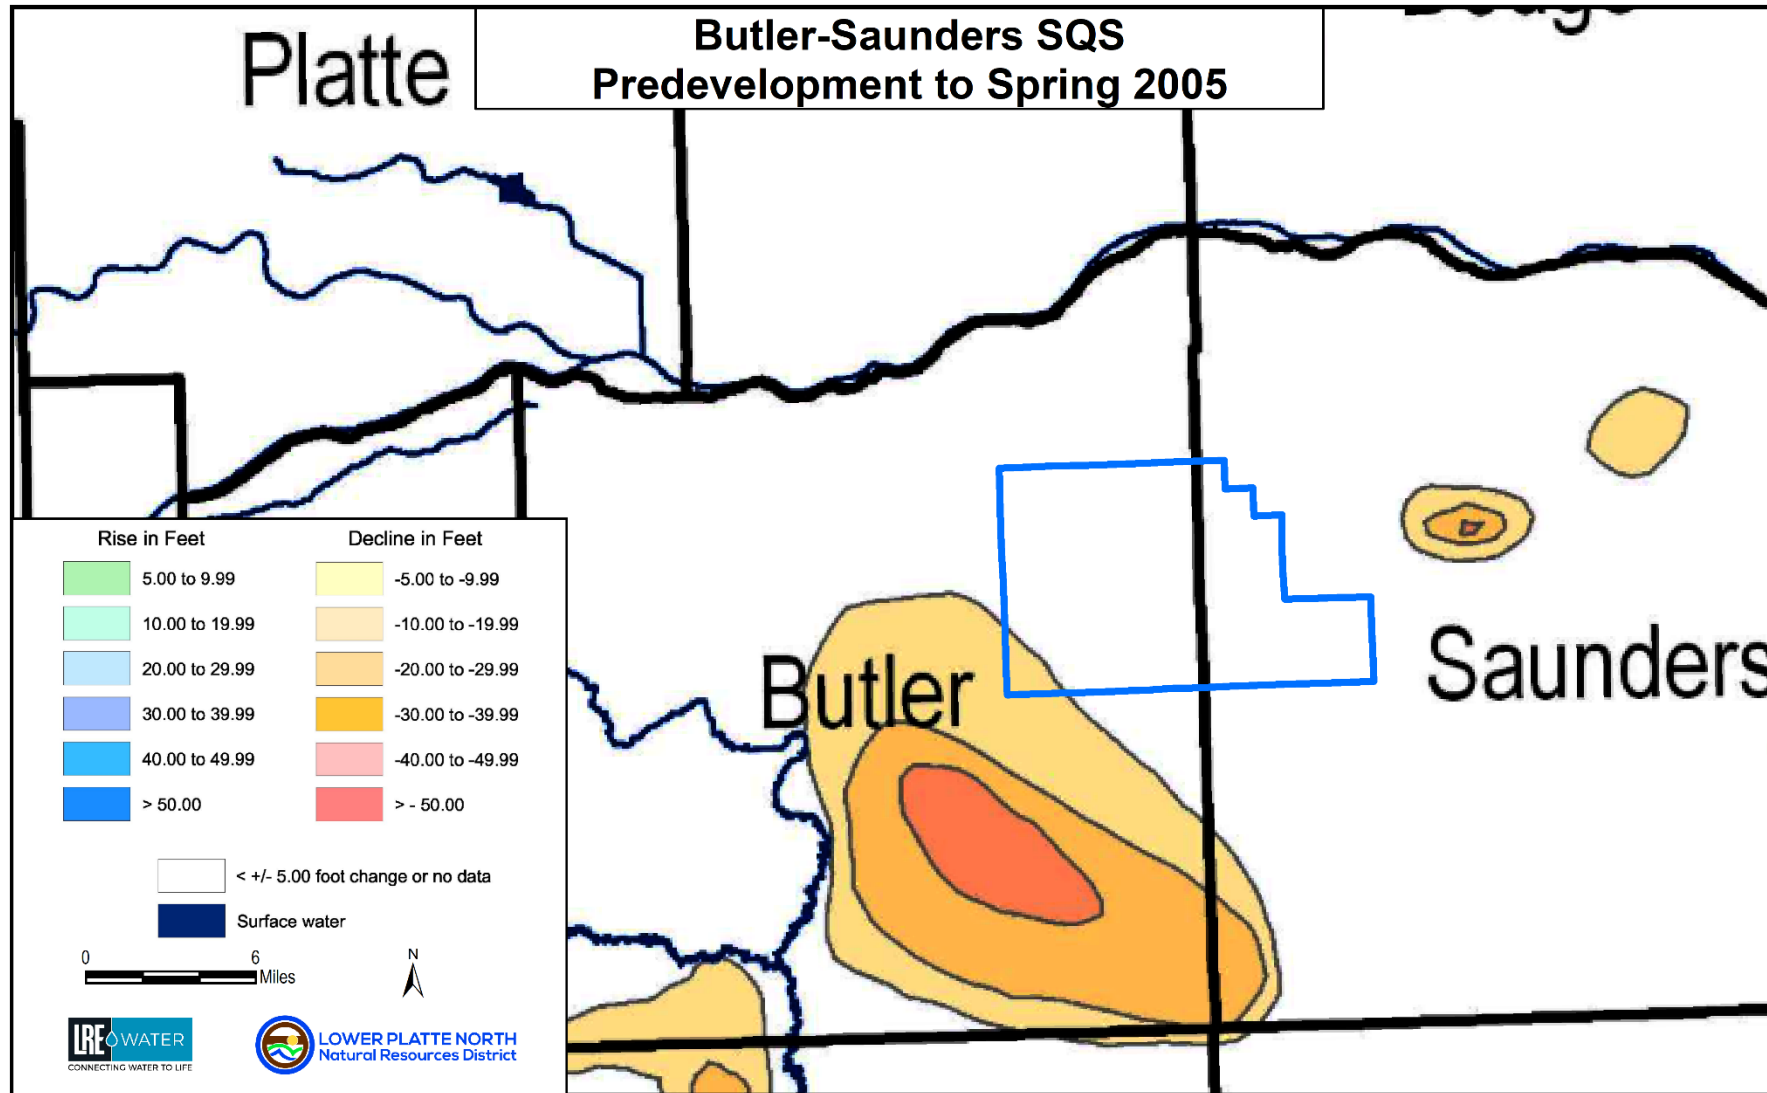 Butler-Saunders SQS
Predevelopment to Spring 2005
Platte
Butler
Saunders
Rise in Feet
5.00 to 9.99
10.00 to 19.99
20.00 to 29.99
30.00 to 39.99
40.00 to 49.99
> 50.00
Decline in Feet
-5.00 to -9.99
-10.00 to -19.99
-20.00 to -29.99
-30.00 to -39.99
-40.00 to -49.99
> - 50.00
< +/- 5.00 foot change or no data
Surface water
0 6
Miles
N
LRE WATER
CONNECTING WATER TO LIFE
LOWER PLATTE NORTH
Natural Resources District